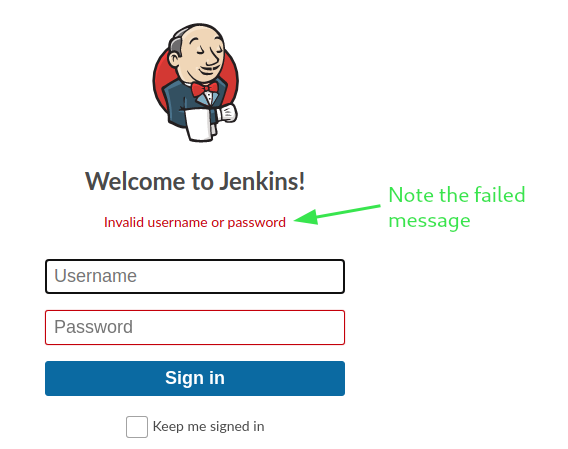 Welcome to Jenkins!
Note the failed
message
Invalid username or password
Username
Password
Sign in
Keep me signed in